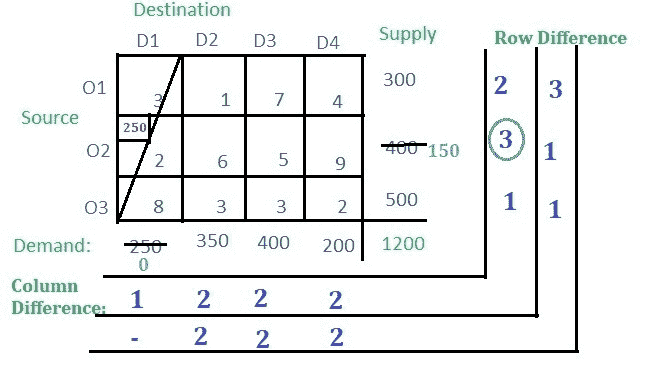 Destination
D1 D2 D3 D4 Supply Row Difference
O1 3 1 7 4 300 2 3
Source
250
O2 2 6 5 9 400 150 3 1
O3 8 3 3 2 500 1 1
Demand: 250 350 400 200 1200
0
Column
Difference: 1 2 2 2
- 2 2 2